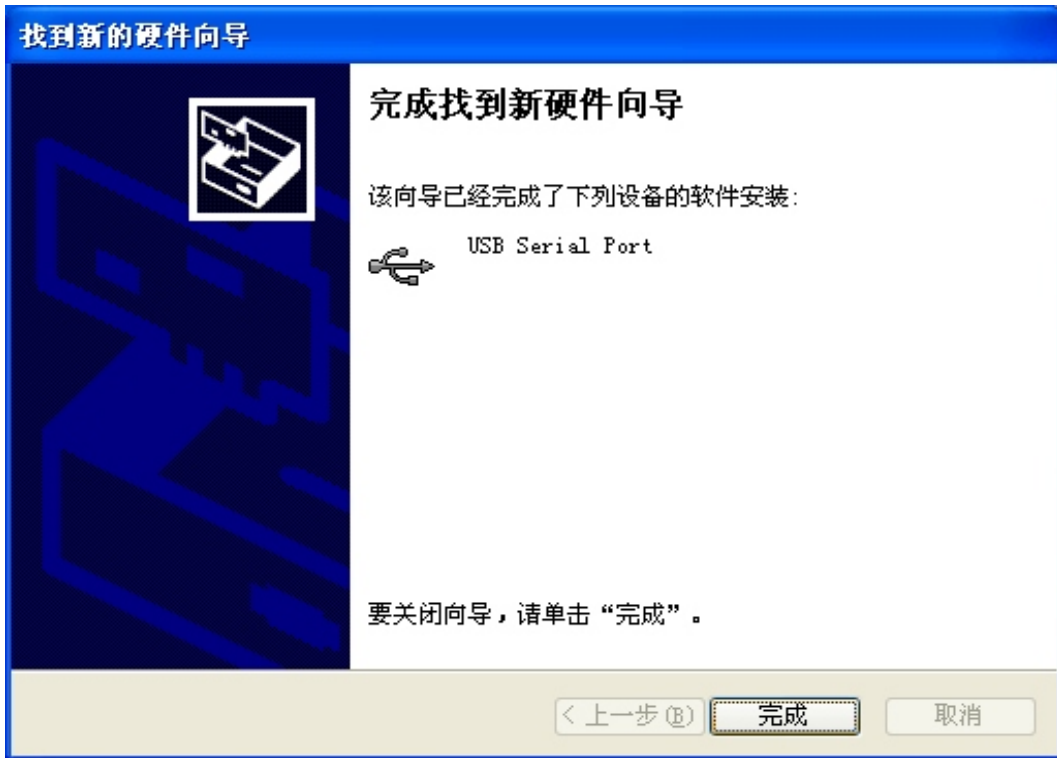 找到新的硬件向导
完成找到新硬件向导
该向导已经完成了下列设备的软件安装:
USB Serial Port
要关闭向导，请单击“完成”。
< 上一步(B)
完成
取消